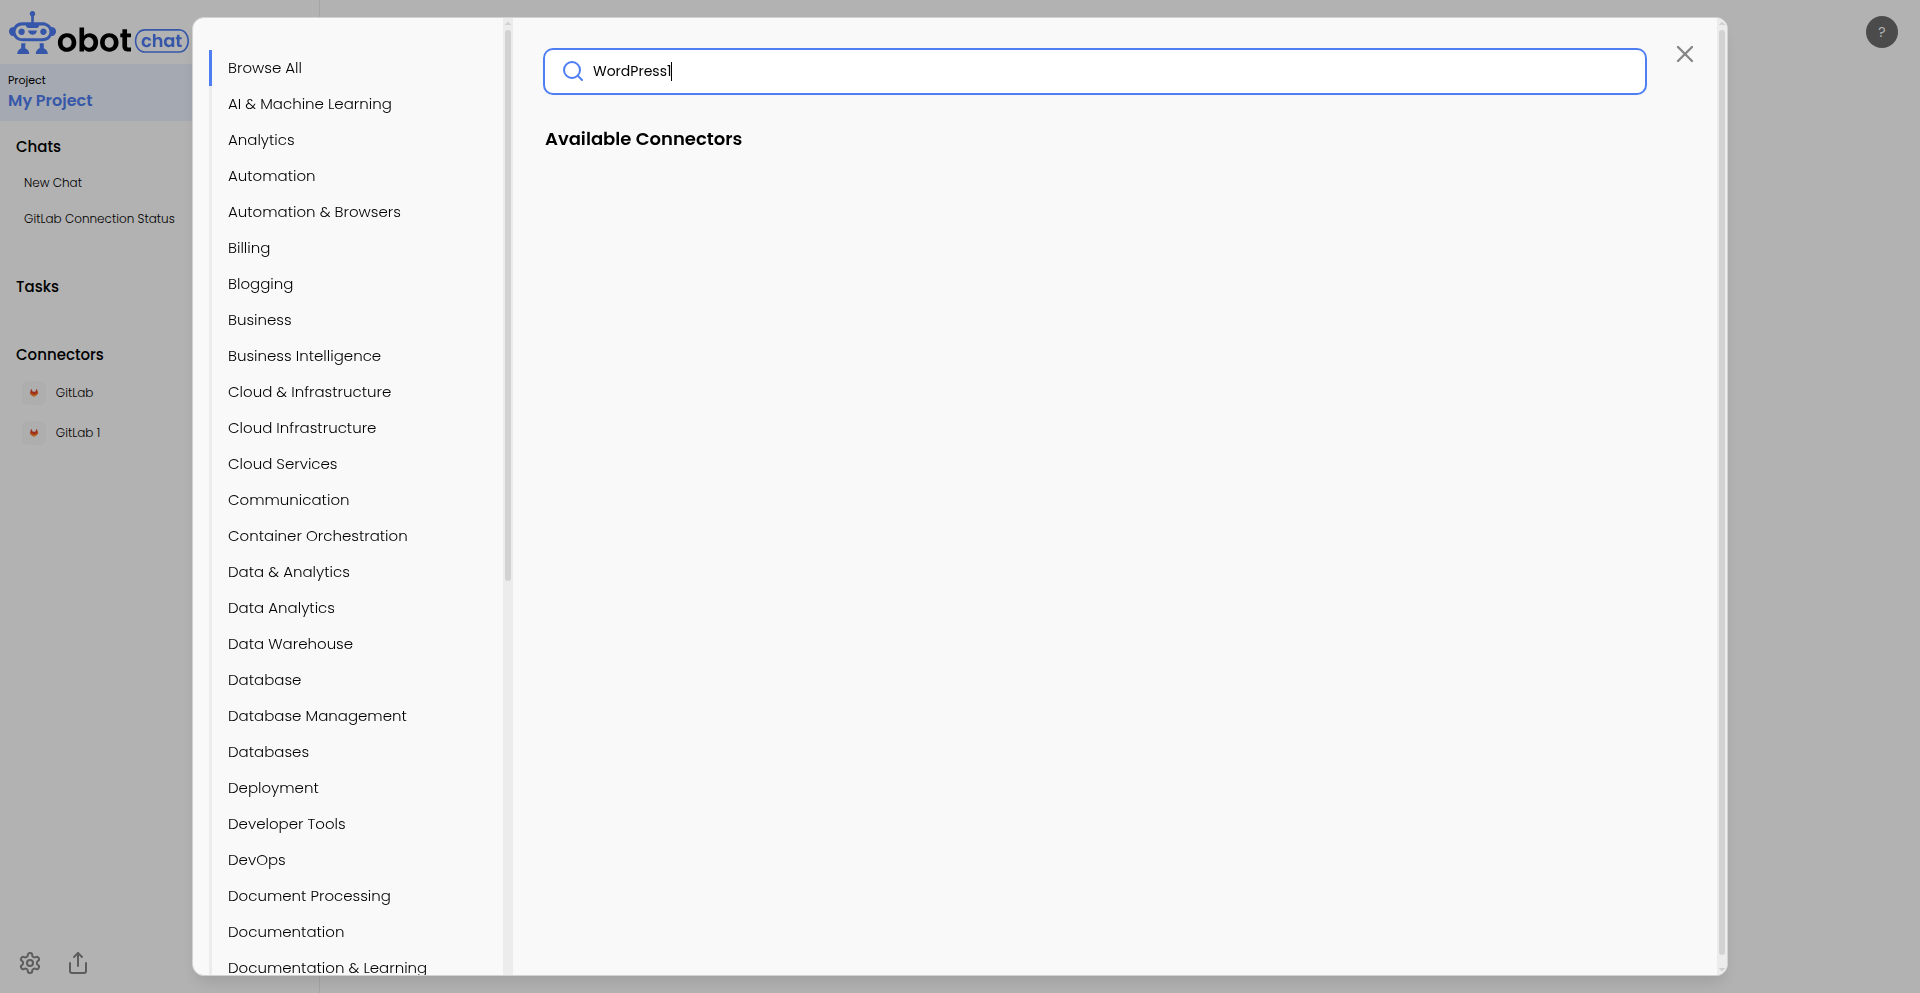 obot chat
?
Project
My Project
Chats
New Chat
GitLab Connection Status
Tasks
Connectors
GitLab
GitLab 1
Browse All
AI & Machine Learning
Analytics
Automation
Automation & Browsers
Billing
Blogging
Business
Business Intelligence
Cloud & Infrastructure
Cloud Infrastructure
Cloud Services
Communication
Container Orchestration
Data & Analytics
Data Analytics
Data Warehouse
Database
Database Management
Databases
Deployment
Developer Tools
DevOps
Document Processing
Documentation
Documentation & Learning
WordPress1
Available Connectors